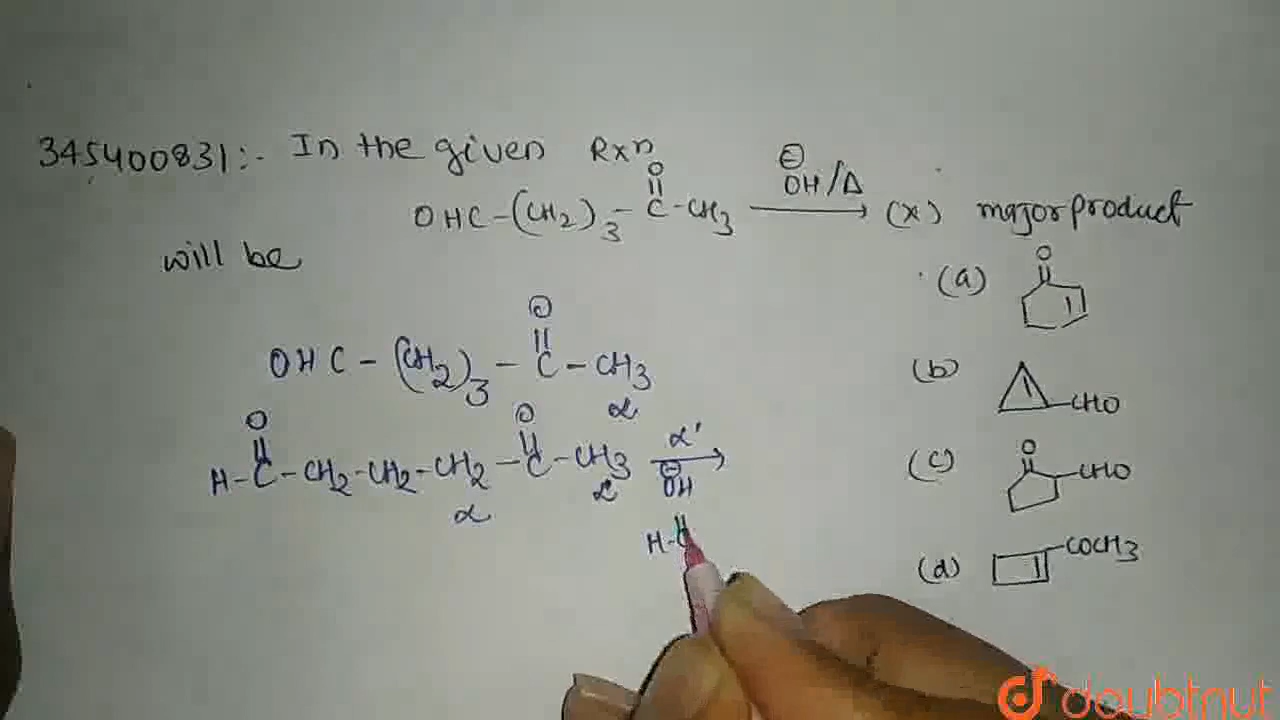 345400831:- In the given Rxn
OHC-(CH2)3-C(=O)-CH3 ⊖OH/Δ → (X) major product
will be
(a) O
OHC-(CH2)3-C(=O)-CH3
α
(b) CHO
H-C(=O)-CH2-CH2-CH2-C(=O)-CH3 α' ⊖OH →
α α
(c) O CHO
H-C
(d) COCH3
doubtnut